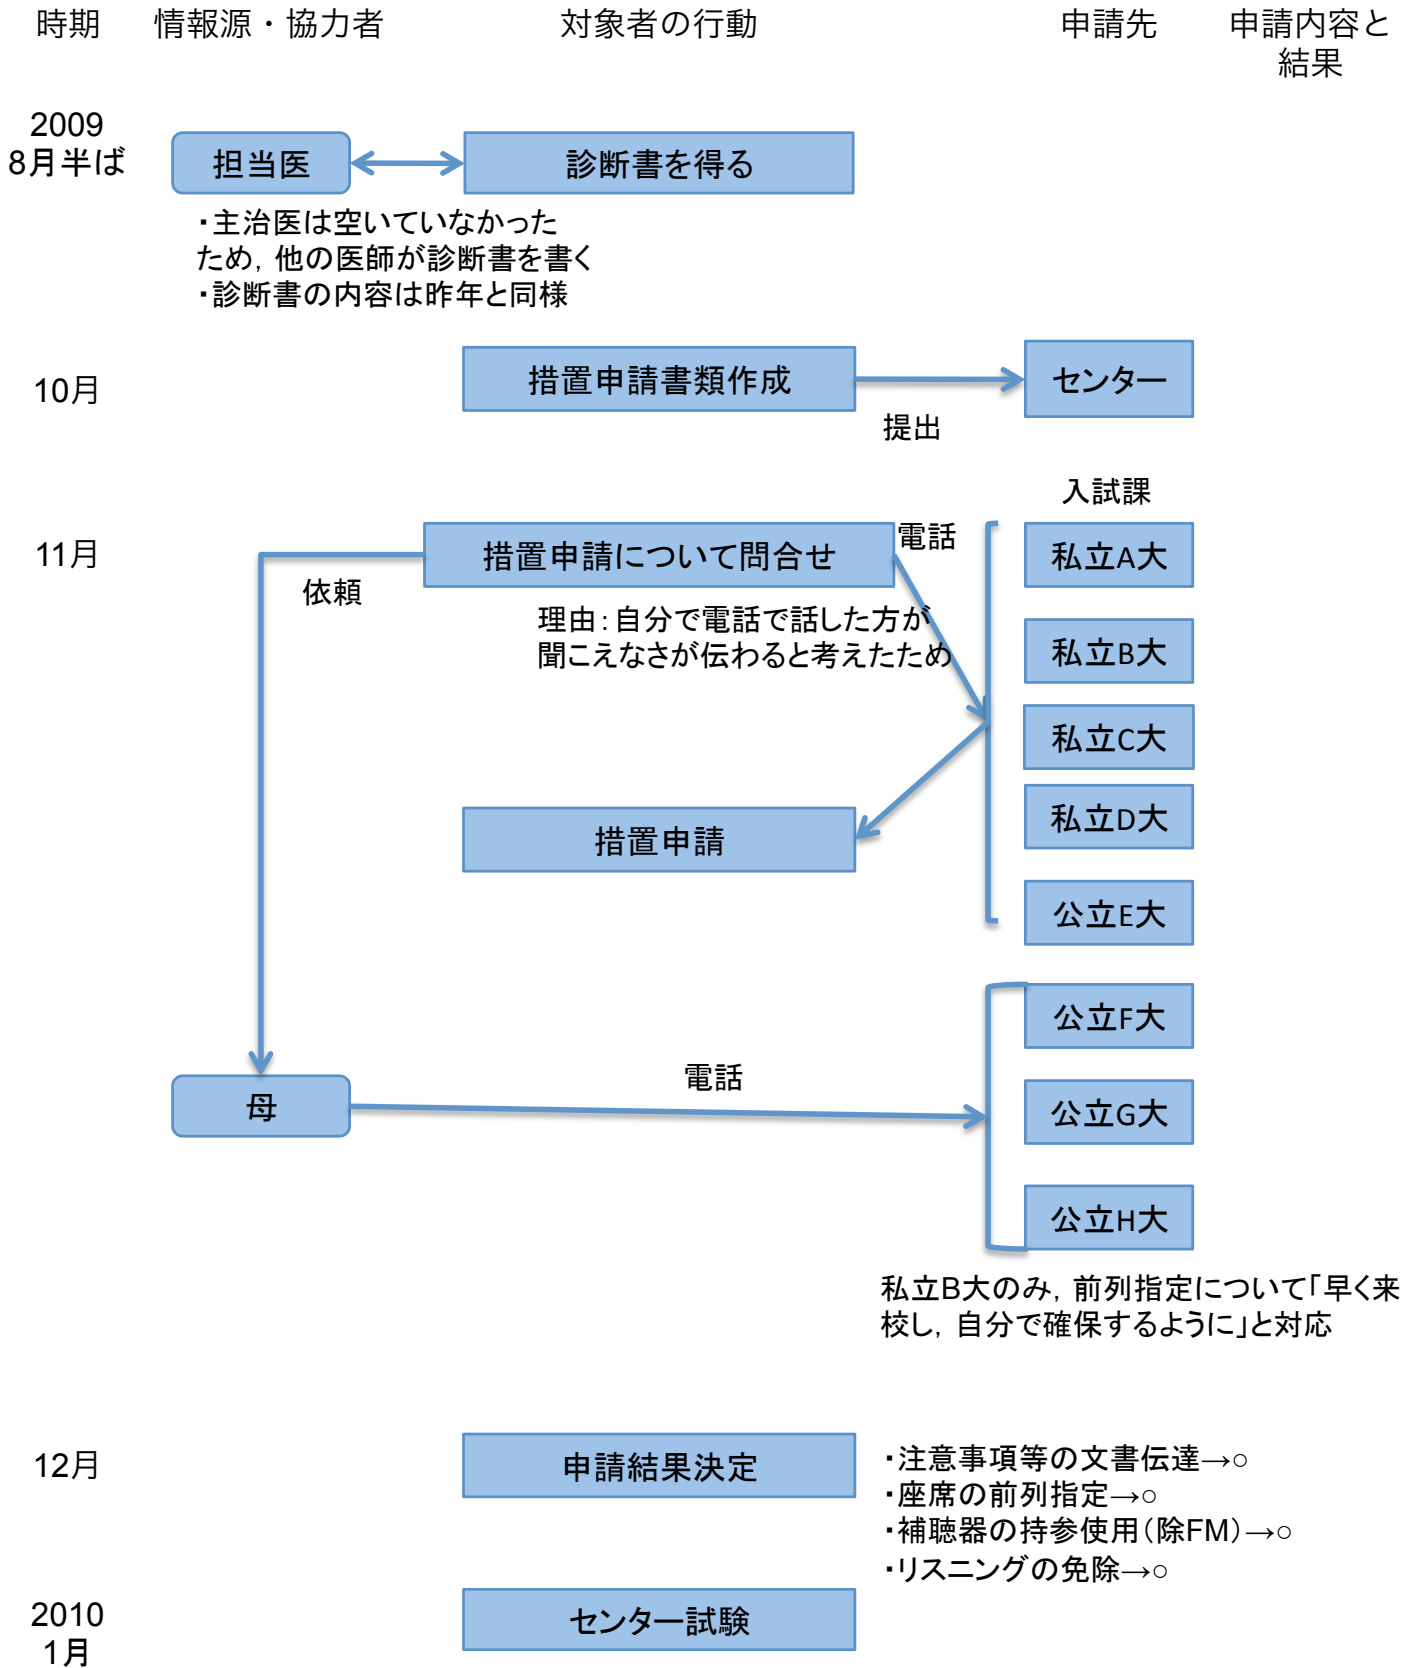 時期
情報源・協力者
対象者の行動
申請先
申請内容と
結果
2009
8月半ば
担当医
診断書を得る
・主治医は空いていなかった
ため，他の医師が診断書を書く
・診断書の内容は昨年と同様
10月
措置申請書類作成
提出
センター
入試課
11月
措置申請について問合せ
電話
私立A大
依頼
理由：自分で電話で話した方が
聞こえなさが伝わると考えたため
私立B大
私立C大
私立D大
措置申請
公立E大
公立F大
電話
母
公立G大
公立H大
私立B大のみ，前列指定について「早く来
校し，自分で確保するように」と対応
12月
申請結果決定
・注意事項等の文書伝達→○
・座席の前列指定→○
・補聴器の持参使用（除FM）→○
・リスニングの免除→○
2010
1月
センター試験